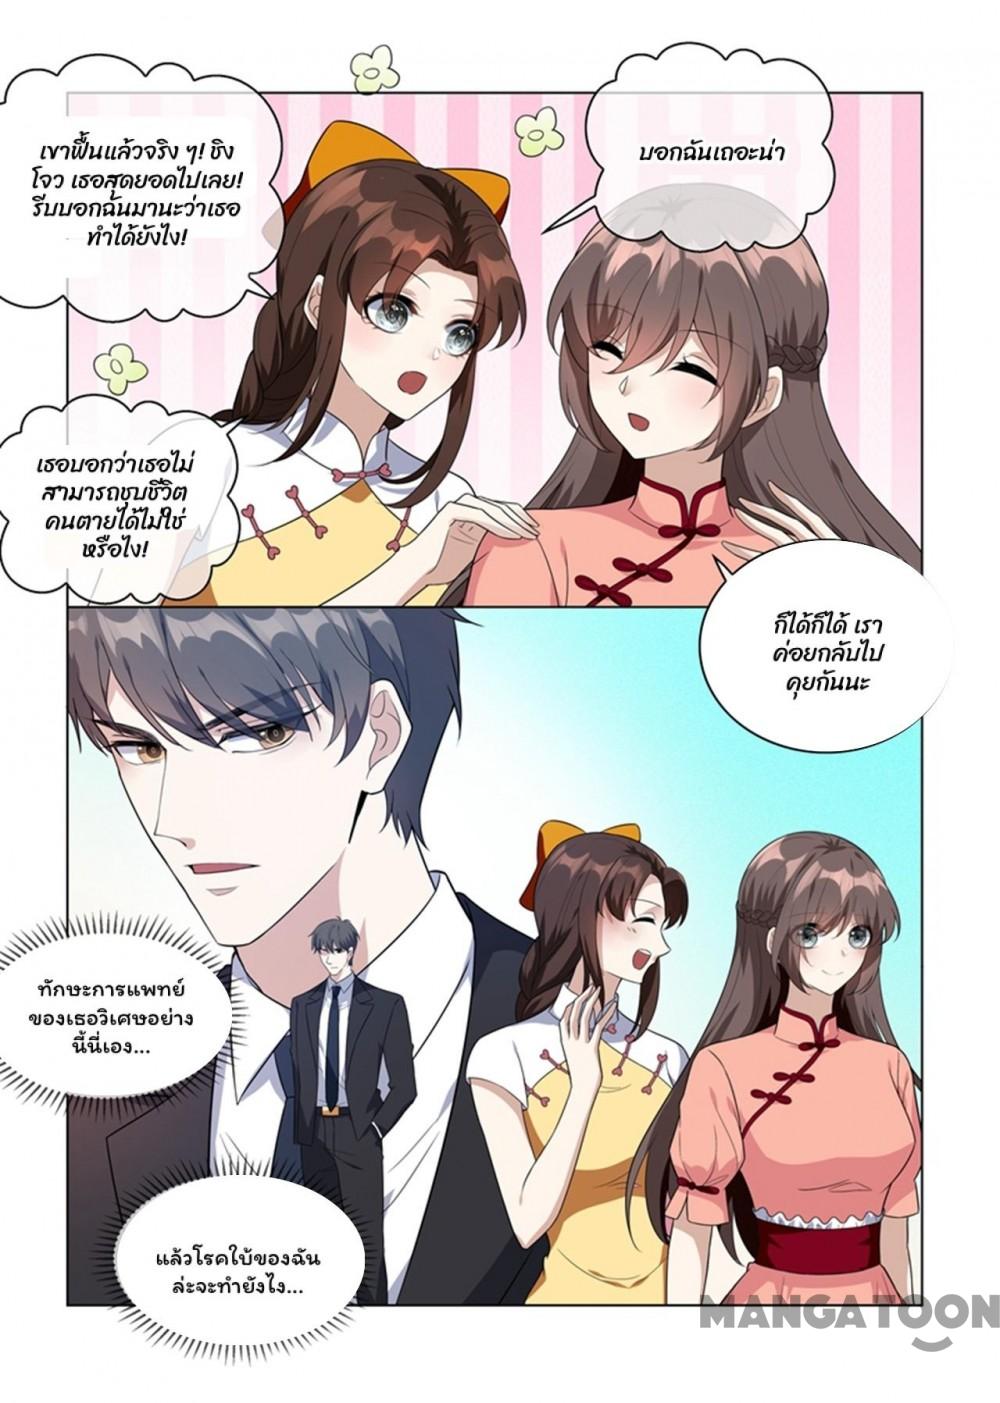 เขาฟื้นแล้วจริง ๆ! ชิง
โจว เธอสุดยอดไปเลย!
รีบบอกฉันมานะว่าเธอ
ทำได้ยังไง!
บอกฉันเถอะน่า
เธอบอกว่าเธอไม่
สามารถชุบชีวิต
คนตายได้ไม่ใช่
หรือไง!
ก็ได้ก็ได้ เรา
ค่อยกลับไป
คุยกันนะ
ทักษะการแพทย์
ของเธอวิเศษอย่าง
นี้นี่เอง...
แล้วโรคใบ้ของฉัน
ล่ะจะทำยังไง...
MANGATOON